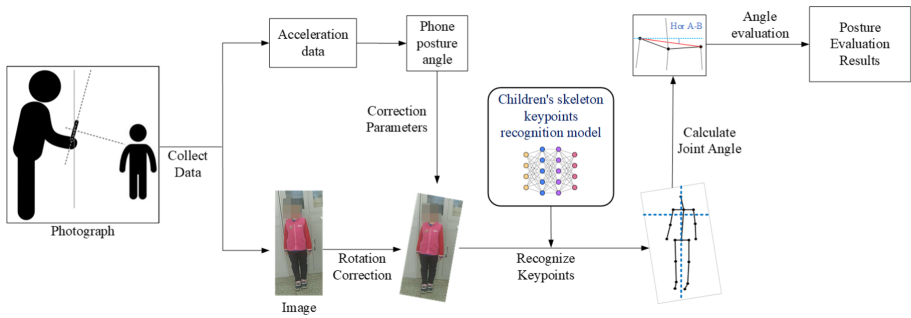 Photograph
Collect
Data
Acceleration
data
Phone
posture
angle
Correction
Parameters
Image
Rotation
Correction
Children's skeleton
keypoints
recognition model
Recognize
Keypoints
Calculate
Joint Angle
Hor A-B
Angle
evaluation
Posture
Evaluation
Results